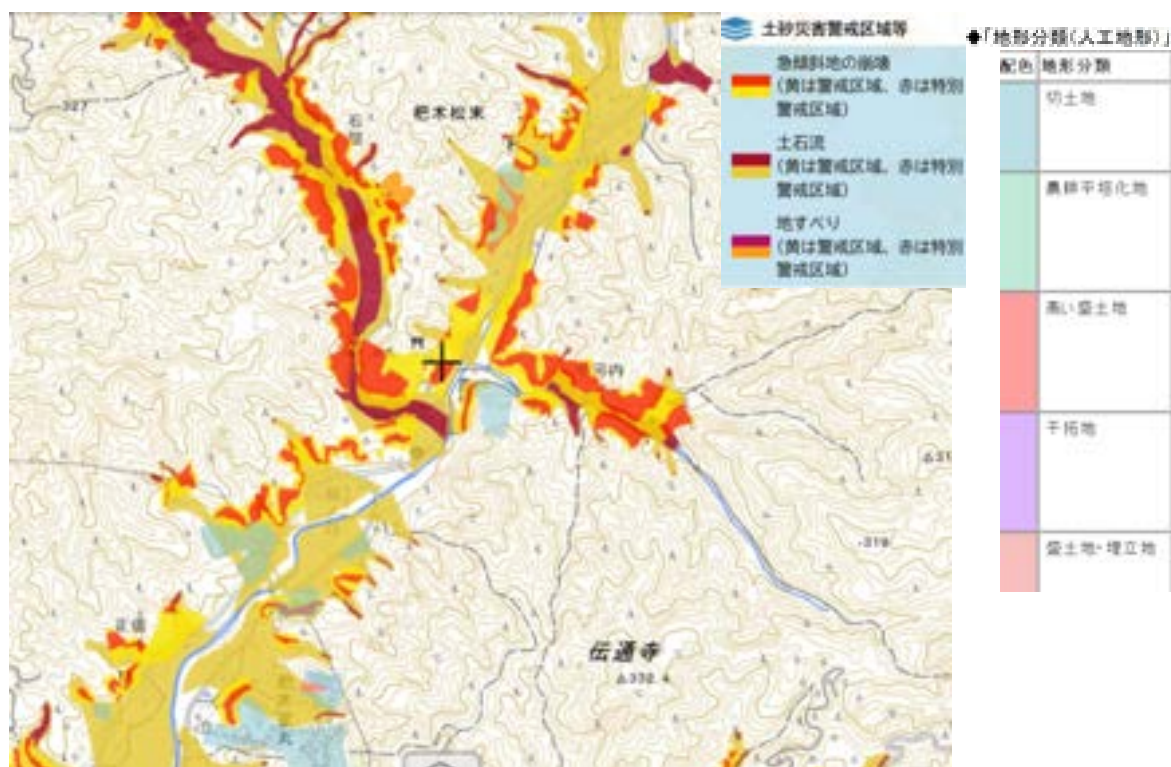 土砂災害警戒区域等
急傾斜地の崩壊
(黄は警戒区域、赤は特別
警戒区域)
土石流
(黄は警戒区域、赤は特別
警戒区域)
地すべり
(黄は警戒区域、赤は特別
警戒区域)
◆「地形分類(人工地形)」
配色 地形分類
切土地
農耕平坦化地
高い盛土地
干拓地
盛土地・埋立地
杷木松末
327
河内
319
伝通寺